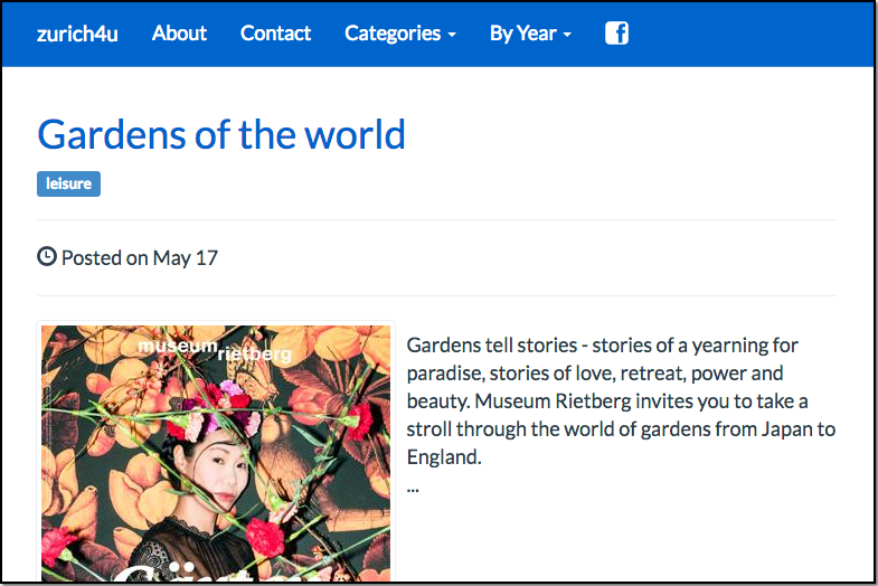 zurich4u About Contact Categories By Year
Gardens of the world
leisure
Posted on May 17
museum rietberg
Gardens tell stories - stories of a yearning for
paradise, stories of love, retreat, power and
beauty. Museum Rietberg invites you to take a
stroll through the world of gardens from Japan to
England.
...